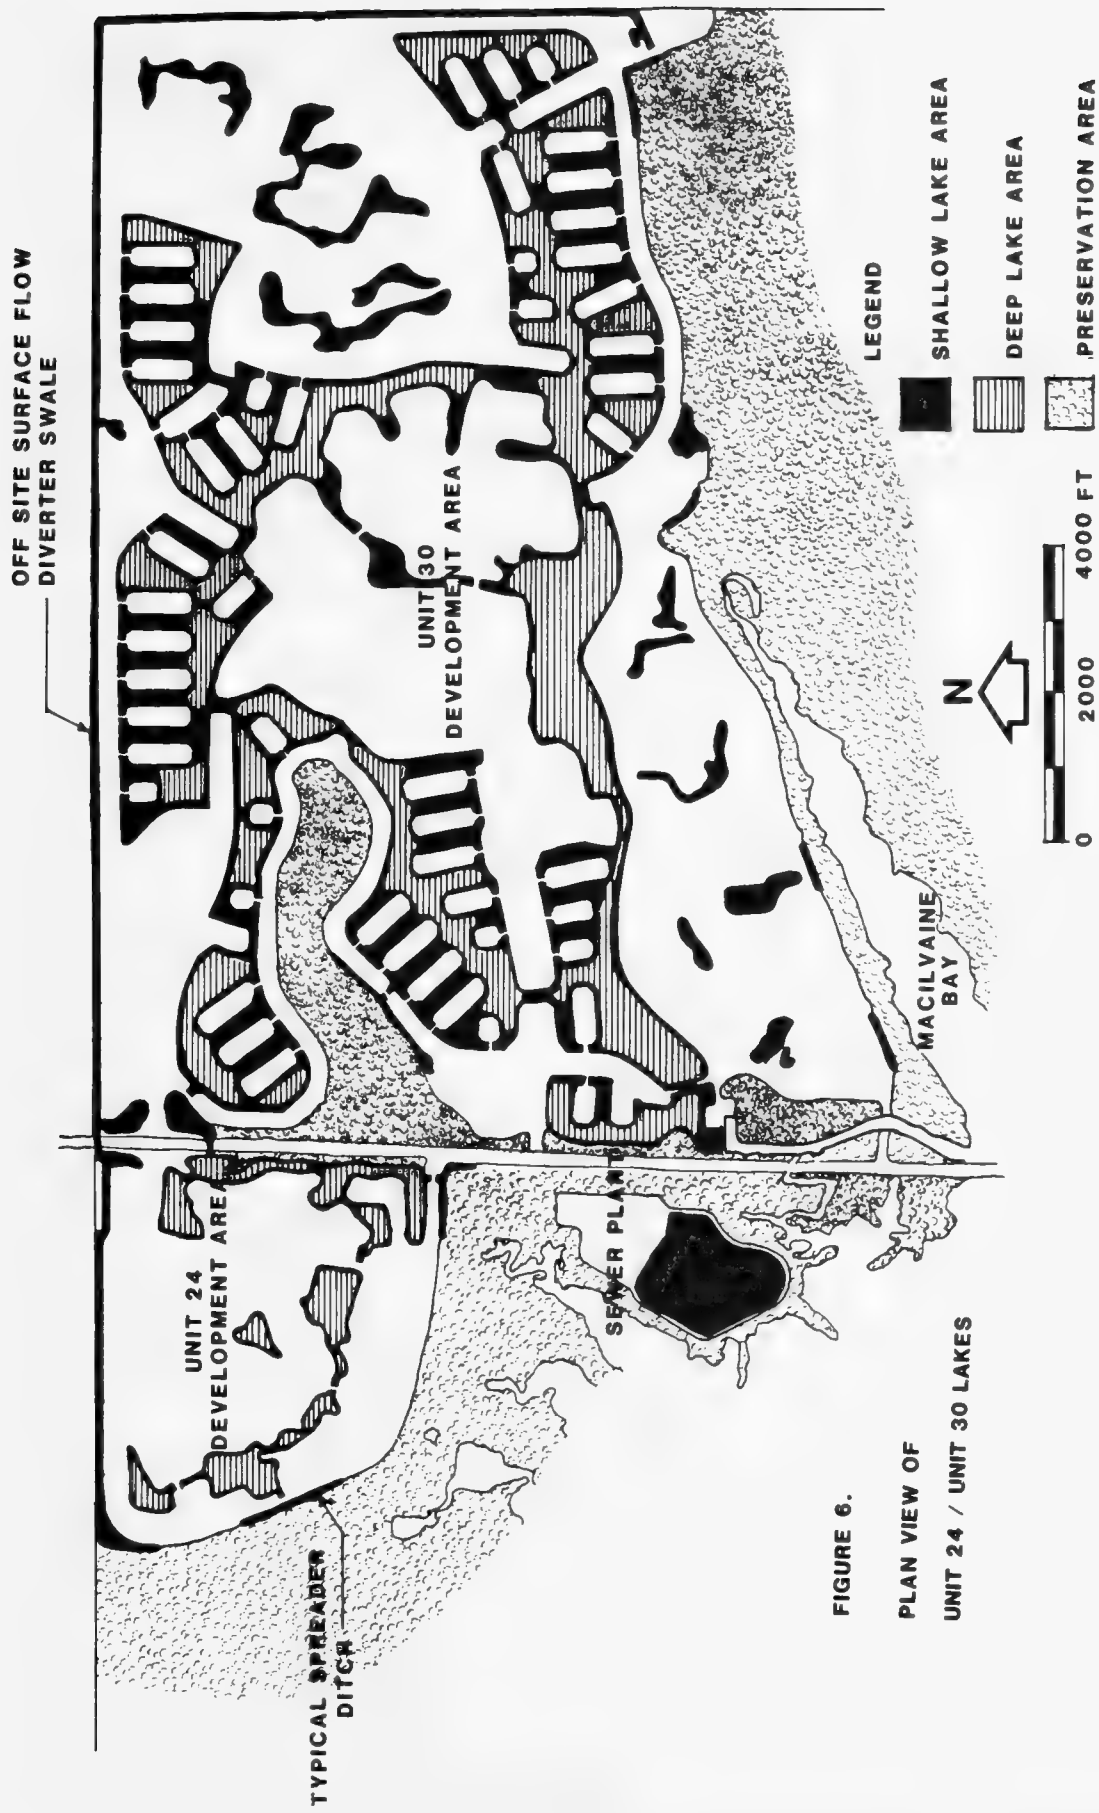 OFF SITE SURFACE FLOW
DIVERTER SWALE
UNIT 24
DEVELOPMENT AREA
UNIT 30
DEVELOPMENT AREA
TYPICAL SPREADER
DITCH
SEWER PLANT
MACILVAINE
BAY
LEGEND
SHALLOW LAKE AREA
DEEP LAKE AREA
PRESERVATION AREA
N
0 2000 4000 FT
FIGURE 6.
PLAN VIEW OF
UNIT 24 / UNIT 30 LAKES